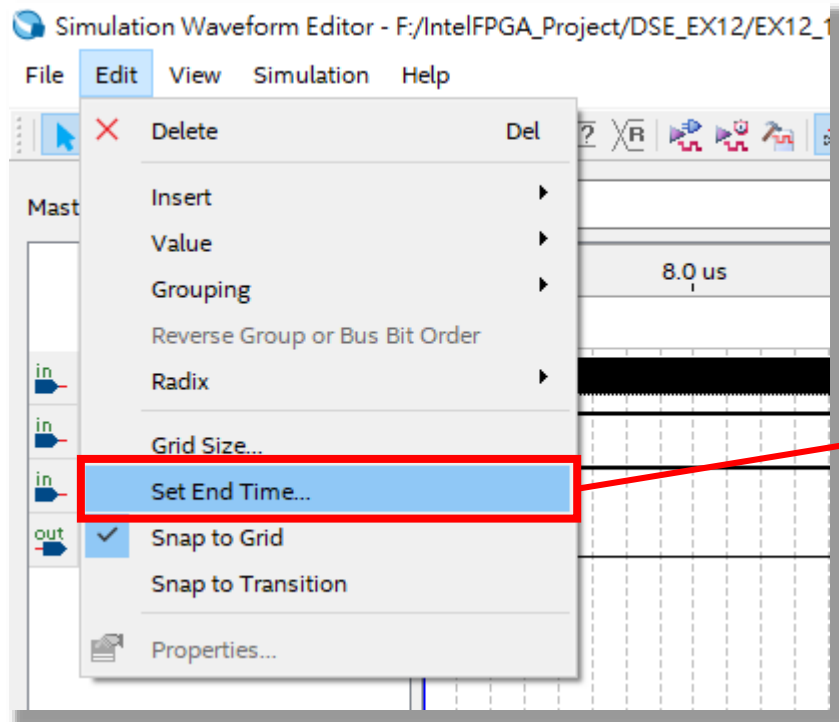 Simulation Waveform Editor - F:/IntelFPGA_Project/DSE_EX12/EX12_1
File Edit View Simulation Help
Delete Del
Insert
Mast
Value
8.0 us
Grouping
Reverse Group or Bus Bit Order
in
Radix
in
Grid Size...
in
Set End Time...
out
Snap to Grid
Snap to Transition
Properties...